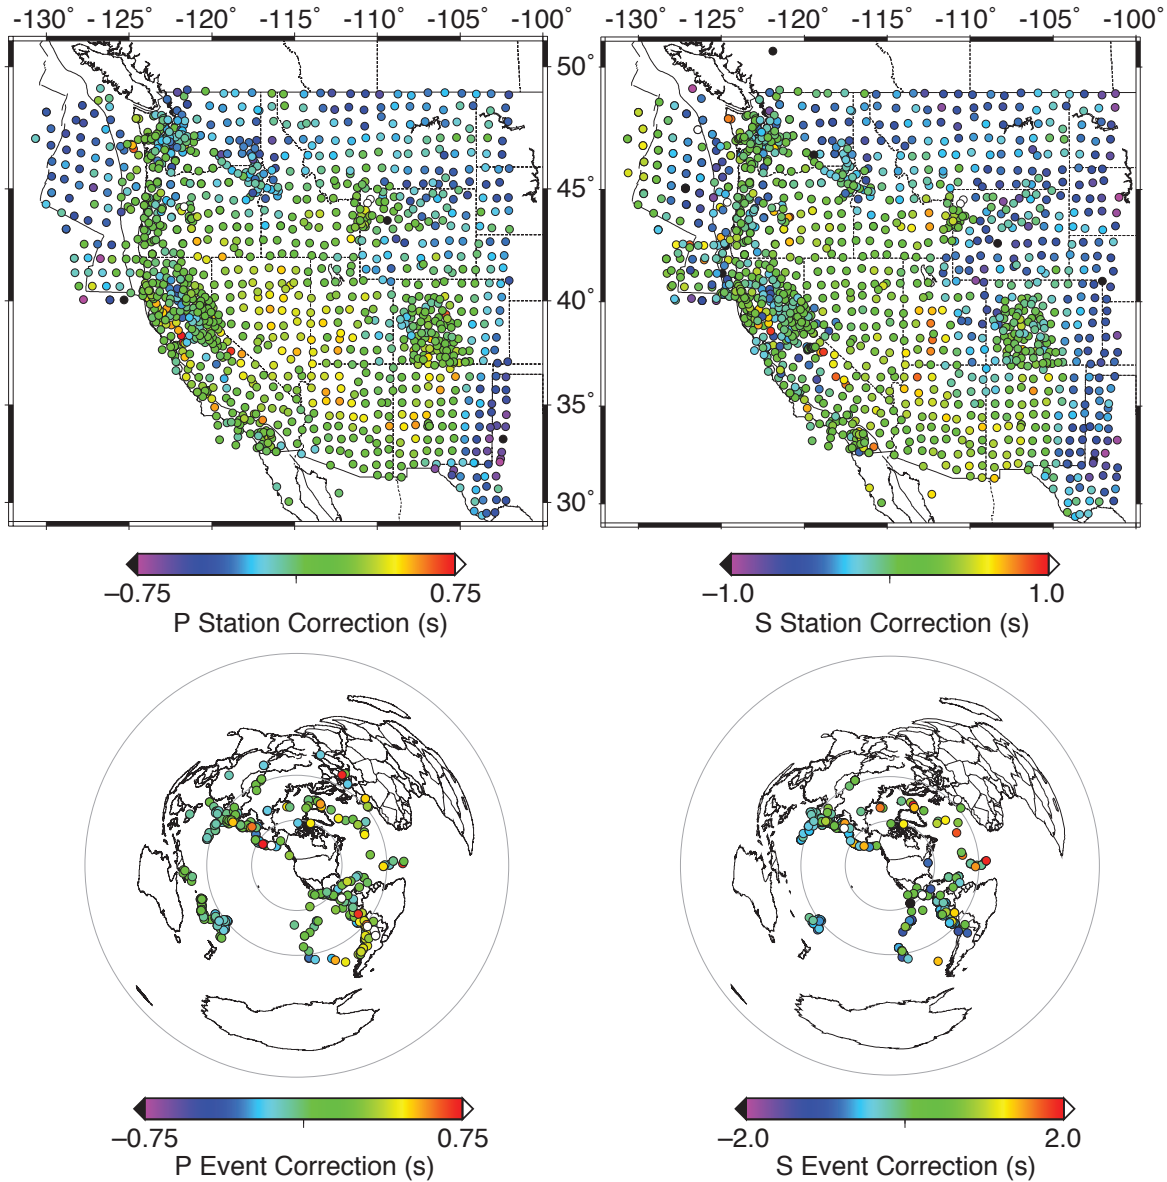 -130° -125° -120° -115° -110° -105° -100° -130° -125° -120° -115° -110° -105° -100°
50°
45°
40°
35°
30°
−0.75 0.75 −1.0 1.0
P Station Correction (s) S Station Correction (s)
−0.75 0.75 −2.0 2.0
P Event Correction (s) S Event Correction (s)